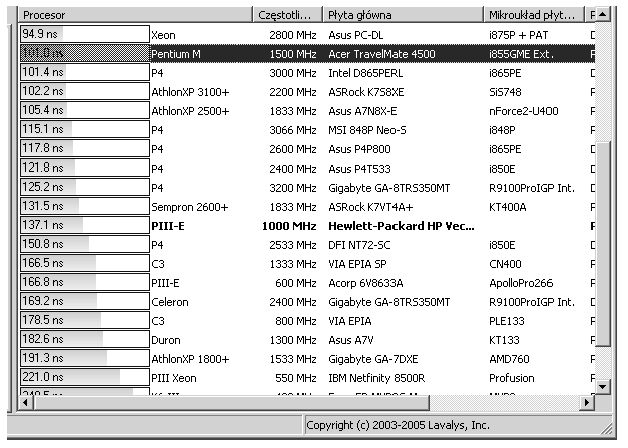 Procesor Częstotli... Płyta główna Mikroukład płyt... P
94.9 ns Xeon 2800 MHz Asus PC-DL i875P + PAT D
101.0 ns Pentium M 1500 MHz Acer TravelMate 4500 i855GME Ext. P
101.4 ns P4 3000 MHz Intel D865PERL i865PE D
102.2 ns AthlonXP 3100+ 2200 MHz ASRock K7S8XE SiS748 P
105.4 ns AthlonXP 2500+ 1833 MHz Asus A7N8X-E nForce2-U400 D
115.1 ns P4 3066 MHz MSI 848P Neo-S i848P D
117.8 ns P4 2600 MHz Asus P4P800 i865PE D
121.8 ns P4 2400 MHz Asus P4T533 i850E D
125.2 ns P4 3200 MHz Gigabyte GA-8TRS350MT R9100ProIGP Int. D
131.5 ns Sempron 2600+ 1833 MHz ASRock K7VT4A+ KT400A P
137.1 ns PIII-E 1000 MHz Hewlett-Packard HP Vec... P
150.8 ns P4 2533 MHz DFI NT72-SC i850E D
166.5 ns C3 1333 MHz VIA EPIA SP CN400 P
166.8 ns PIII-E 600 MHz Acorp 6V8633A ApolloPro266 P
169.2 ns Celeron 2400 MHz Gigabyte GA-8TRS350MT R9100ProIGP Int. D
178.5 ns C3 800 MHz VIA EPIA PLE133 P
182.6 ns Duron 1300 MHz Asus A7V KT133 P
191.3 ns AthlonXP 1800+ 1533 MHz Gigabyte GA-7DXE AMD760 P
221.0 ns PIII Xeon 550 MHz IBM Netfinity 8500R Profusion P
Copyright (c) 2003-2005 Lavalys, Inc.